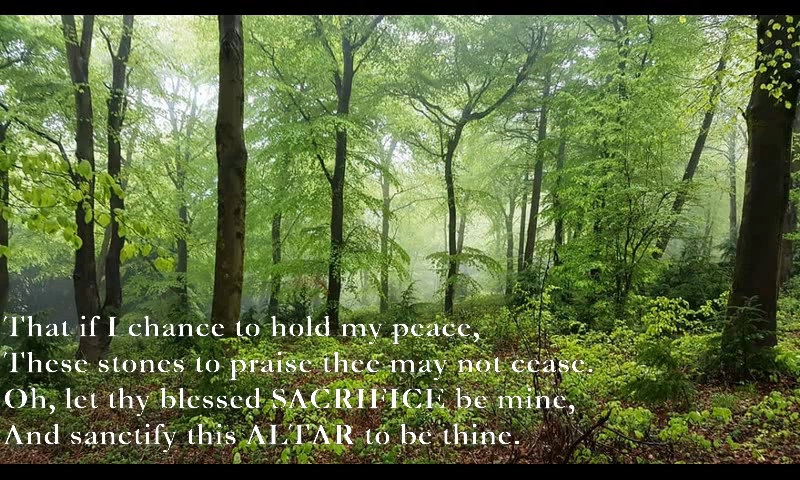 That if I chance to hold my peace,
These stones to praise thee may not cease.
Oh, let thy blessed SACRIFICE be mine,
And sanctify this ALTAR to be thine.